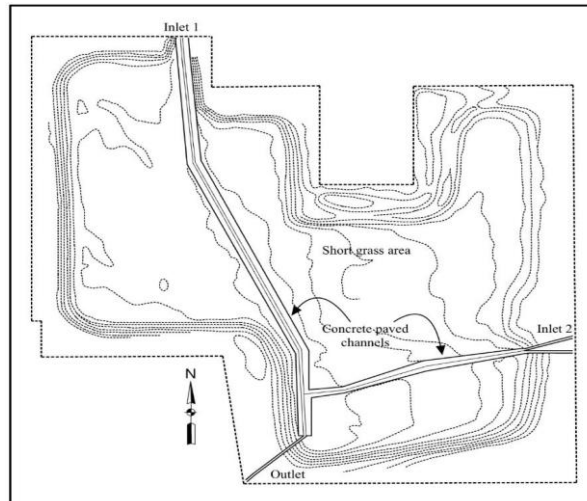 Inlet 1
Short grass area
Concrete-paved
channels
Inlet 2
N
Outlet